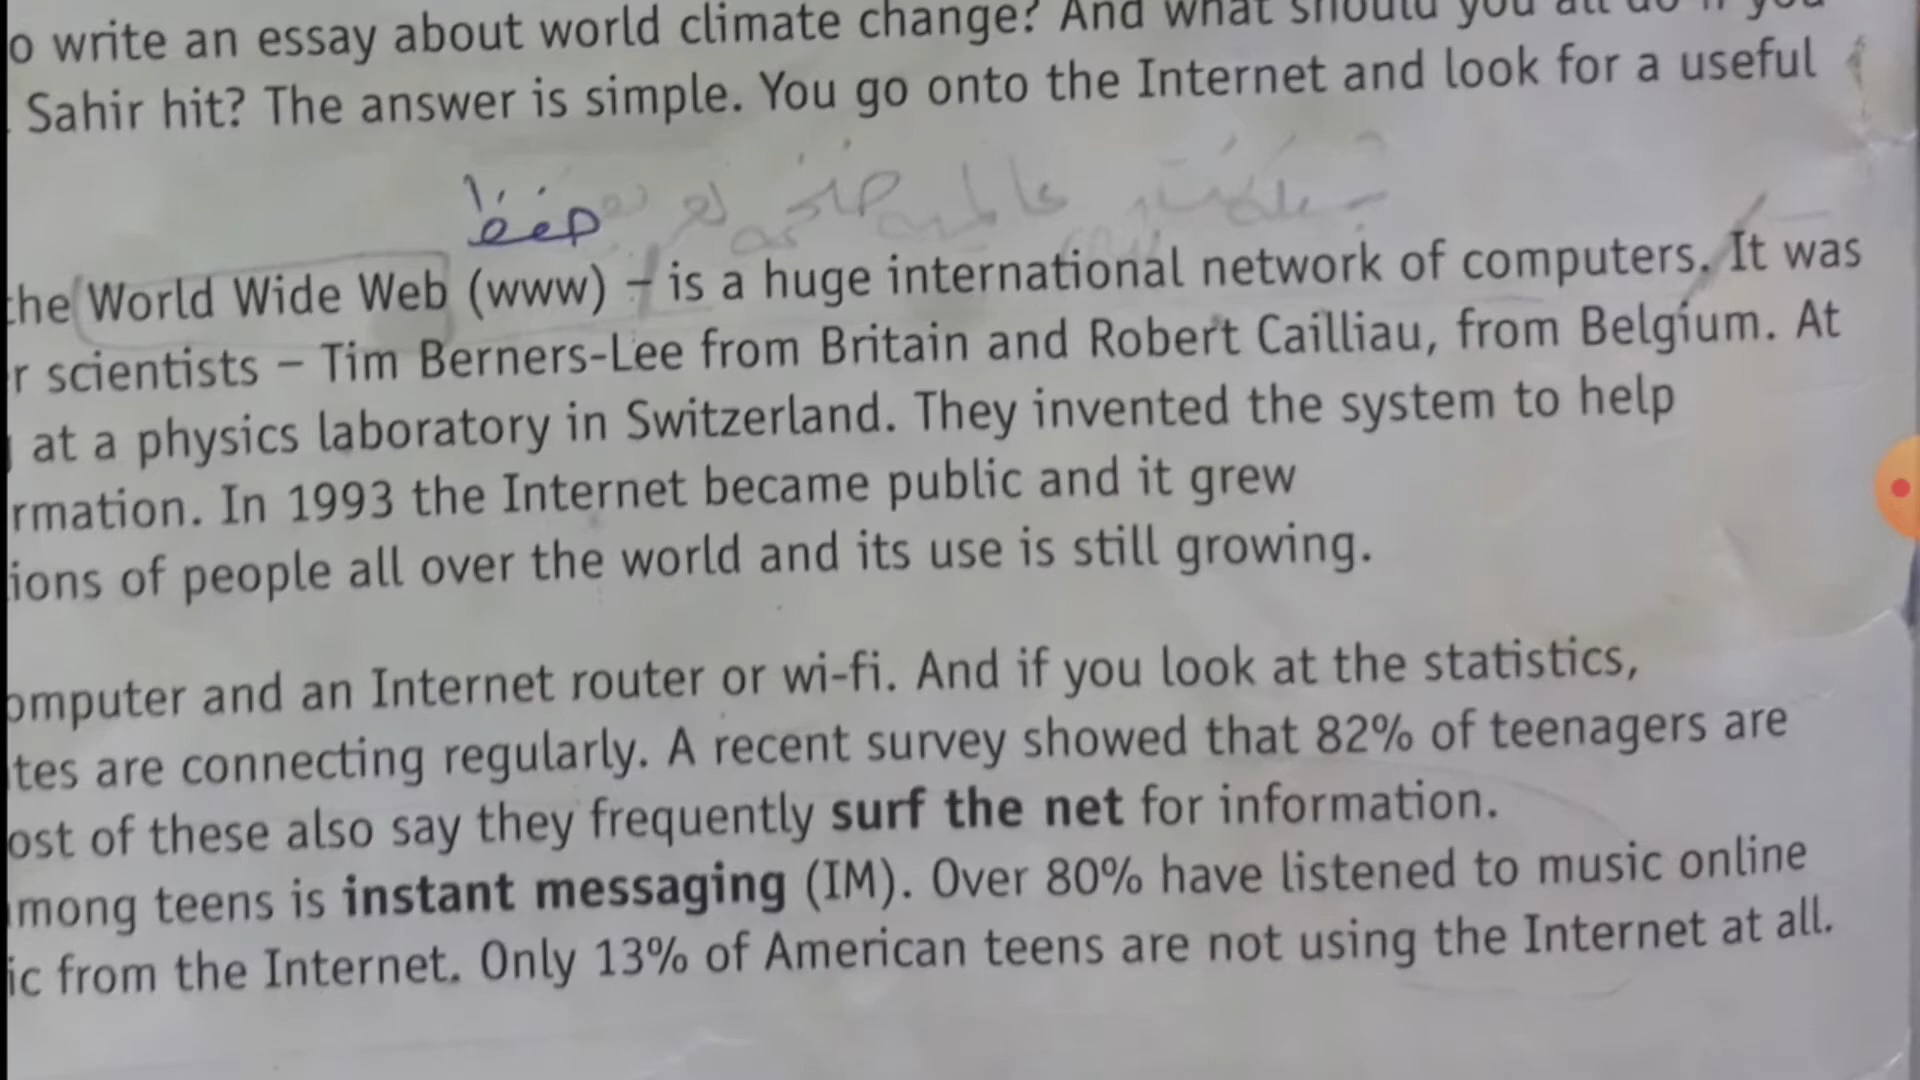 o write an essay about world climate change? And what should you all do if you
Sahir hit? The answer is simple. You go onto the Internet and look for a useful
حفظ
the World Wide Web (www) – is a huge international network of computers. It was
r scientists – Tim Berners-Lee from Britain and Robert Cailliau, from Belgium. At
at a physics laboratory in Switzerland. They invented the system to help
rmation. In 1993 the Internet became public and it grew
ions of people all over the world and its use is still growing.
omputer and an Internet router or wi-fi. And if you look at the statistics,
tes are connecting regularly. A recent survey showed that 82% of teenagers are
ost of these also say they frequently surf the net for information.
mong teens is instant messaging (IM). Over 80% have listened to music online
ic from the Internet. Only 13% of American teens are not using the Internet at all.